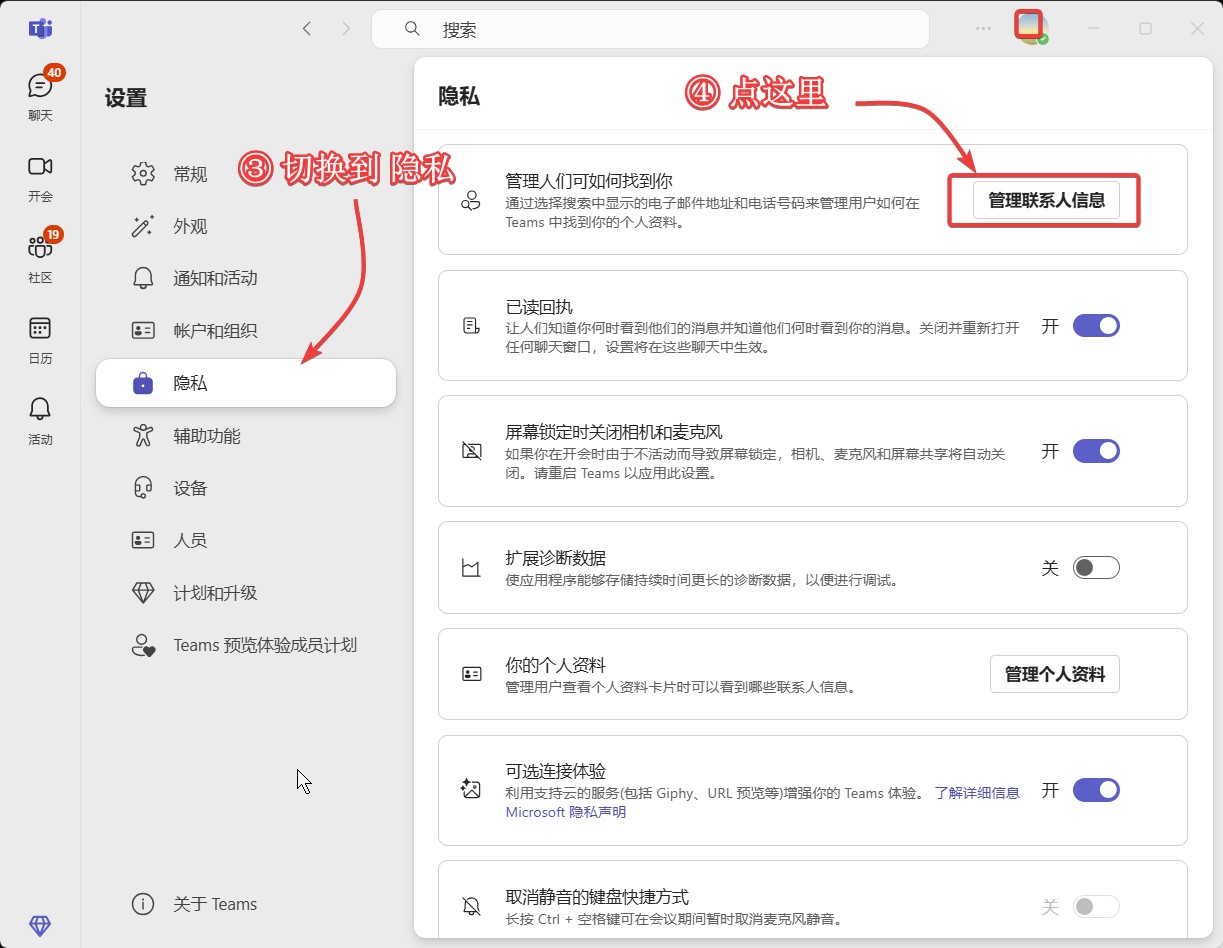 搜索
40
聊天
开会
19
社区
日历
活动
设置
常规
外观
通知和活动
帐户和组织
隐私
辅助功能
设备
人员
计划和升级
Teams 预览体验成员计划
关于 Teams
③ 切换到 隐私
隐私
④ 点这里
管理人们可如何找到你
通过选择搜索中显示的电子邮件地址和电话号码来管理用户如何在
Teams 中找到你的个人资料。
管理联系人信息
已读回执
让人们知道你何时看到他们的消息并知道他们何时看到你的消息。关闭并重新打开
任何聊天窗口，设置将在这些聊天中生效。
开
屏幕锁定时关闭相机和麦克风
如果你在开会时由于不活动而导致屏幕锁定，相机、麦克风和屏幕共享将自动关
闭。请重启 Teams 以应用此设置。
开
扩展诊断数据
使应用程序能够存储持续时间更长的诊断数据，以便进行调试。
关
你的个人资料
管理用户查看个人资料卡片时可以看到哪些联系人信息。
管理个人资料
可选连接体验
利用支持云的服务(包括 Giphy、URL 预览等)增强你的 Teams 体验。 了解详细信息
Microsoft 隐私声明
开
取消静音的键盘快捷方式
长按 Ctrl + 空格键可在会议期间暂时取消麦克风静音。
关